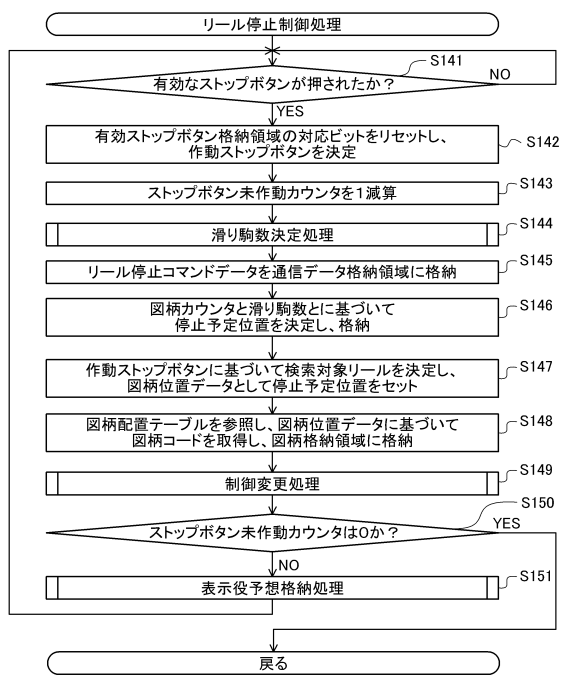 リール停止制御処理
S141
有効なストップボタンが押されたか？
NO
YES
有効ストップボタン格納領域の対応ビットをリセットし、
作動ストップボタンを決定
S142
ストップボタン未作動カウンタを１減算
S143
滑り駒数決定処理
S144
リール停止コマンドデータを通信データ格納領域に格納
S145
図柄カウンタと滑り駒数とに基づいて
停止予定位置を決定し、格納
S146
作動ストップボタンに基づいて検索対象リールを決定し、
図柄位置データとして停止予定位置をセット
S147
図柄配置テーブルを参照し、図柄位置データに基づいて
図柄コードを取得し、図柄格納領域に格納
S148
制御変更処理
S149
S150
ストップボタン未作動カウンタは０か？
YES
NO
表示役予想格納処理
S151
戻る